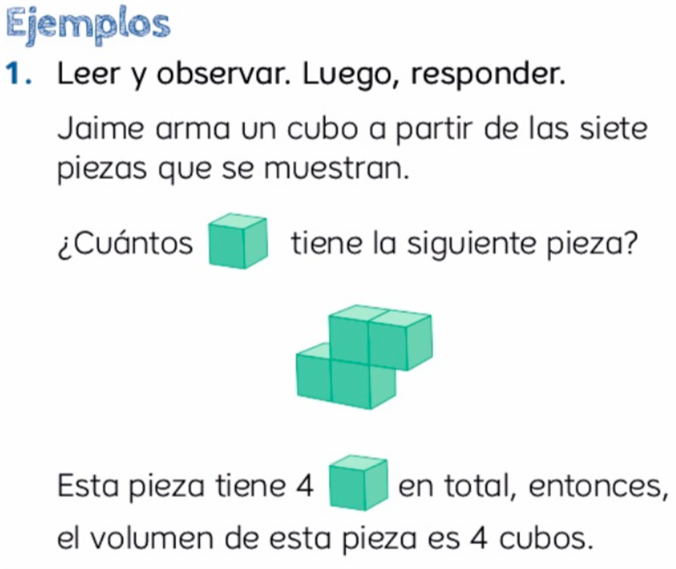 Ejemplos
1. Leer y observar. Luego, responder.
Jaime arma un cubo a partir de las siete
piezas que se muestran.
¿Cuántos tiene la siguiente pieza?
Esta pieza tiene 4 en total, entonces,
el volumen de esta pieza es 4 cubos.